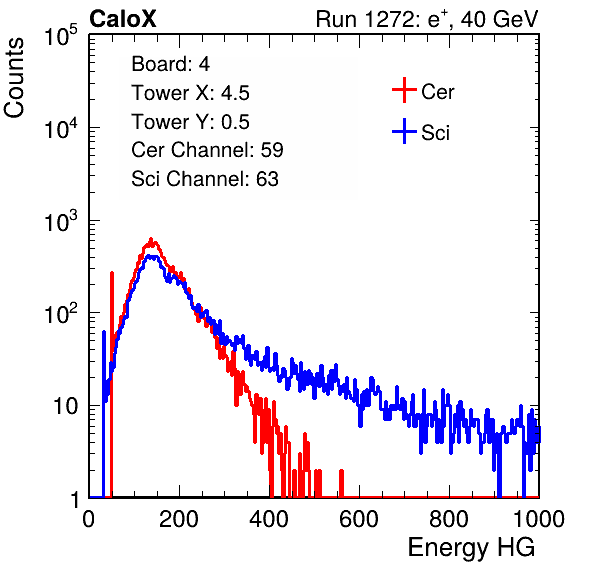 CaloX Run 1272: e⁺, 40 GeV
Counts
10⁵
10⁴
10³
10²
10
1
Board: 4
Tower X: 4.5
Tower Y: 0.5
Cer Channel: 59
Sci Channel: 63
Cer
Sci
0 200 400 600 800 1000
Energy HG